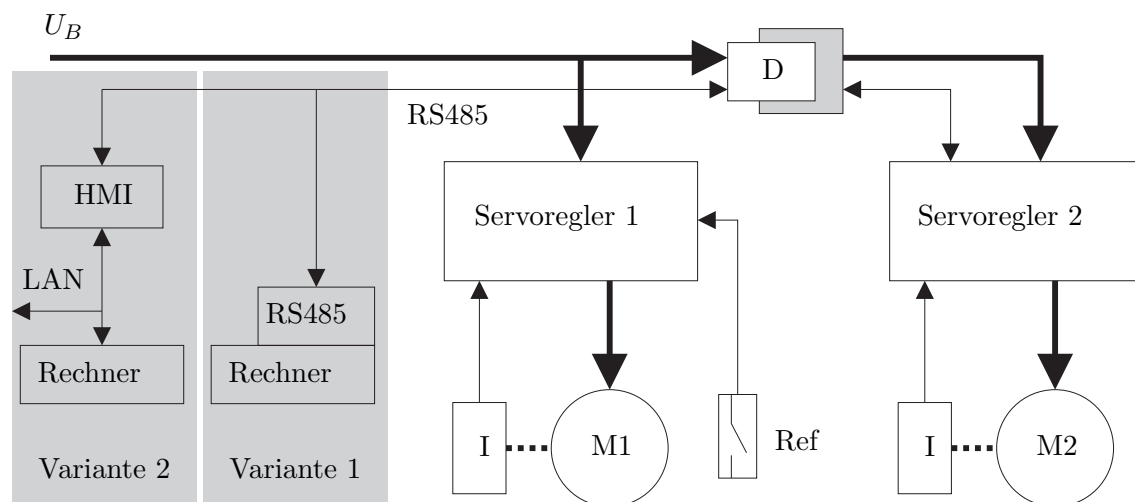 U_B
D
RS485
HMI
Servoregler 1
Servoregler 2
LAN
RS485
Rechner
Rechner
I
M1
Ref
I
M2
Variante 2
Variante 1